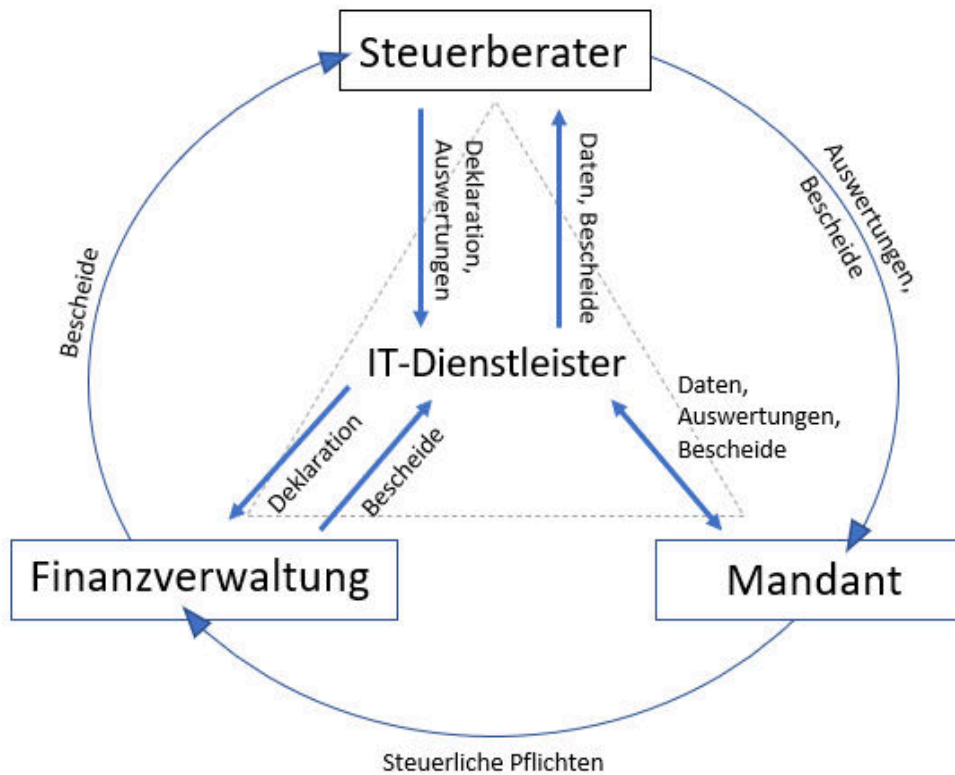 Steuerberater
Deklaration,
Auswertungen
Daten, Bescheide
Auswertungen,
Bescheide
Bescheide
IT-Dienstleister
Daten,
Auswertungen,
Bescheide
Deklaration
Bescheide
Finanzverwaltung
Mandant
Steuerliche Pflichten